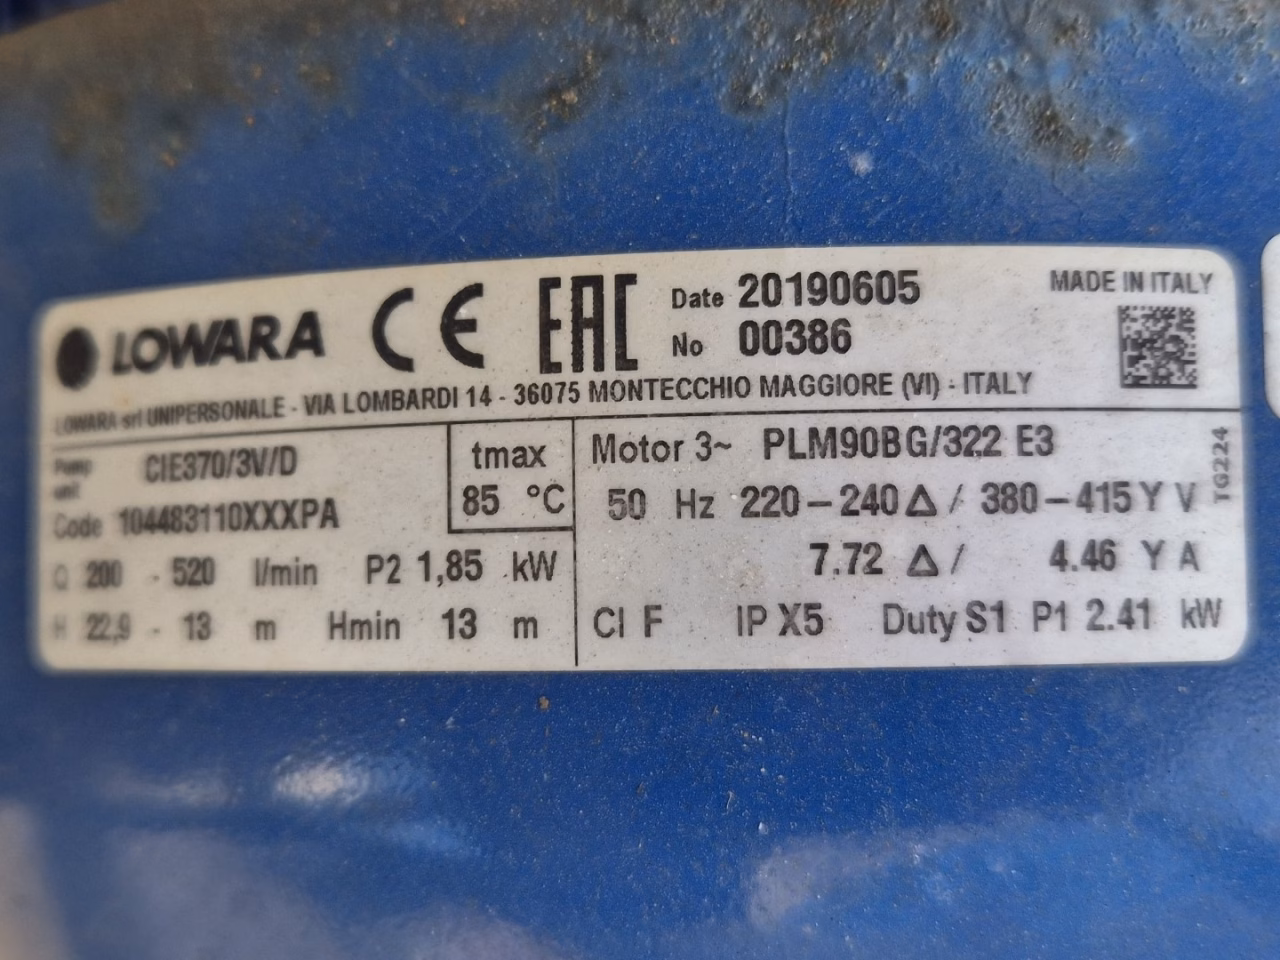 LOWARA CE EAC Date 20190605 MADE IN ITALY
No 00386
LOWARA srl UNIPERSONALE - VIA LOMBARDI 14 - 36075 MONTECCHIO MAGGIORE (VI) - ITALY
Pump unit CIE370/3V/D
Code 104483110XXXPA
tmax
85 °C
Q 200 - 520 l/min P2 1,85 kW
H 22,9 - 13 m Hmin 13 m
Motor 3~ PLM90BG/322 E3
50 Hz 220-240 Δ / 380-415 Y V
7.72 Δ / 4.46 Y A
Cl F IP X5 Duty S1 P1 2.41 kW
TG224